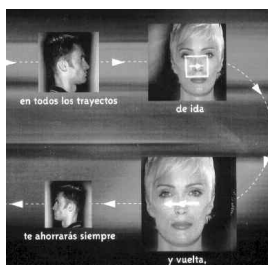 en todos los trayectos
de ida
y vuelta,
te ahorrarás siempre